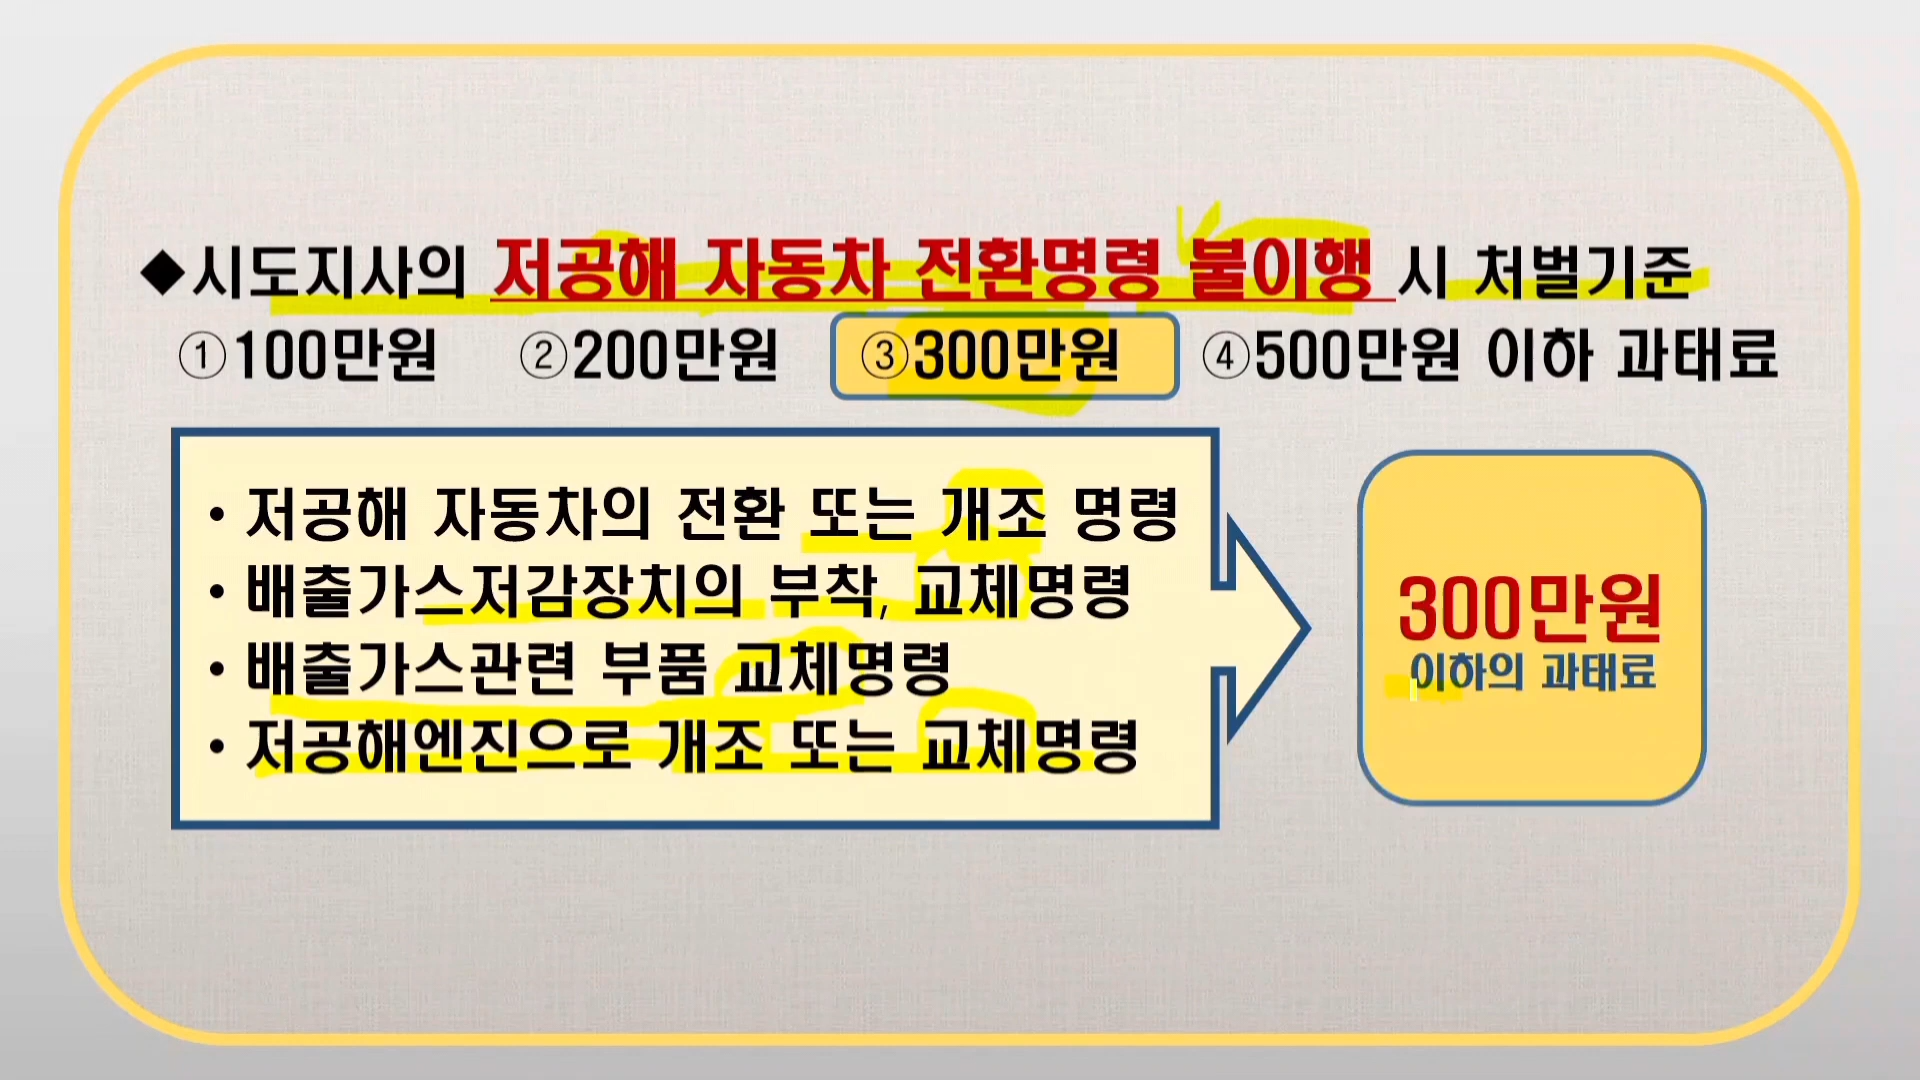 ◆시도지사의 저공해 자동차 전환명령 불이행 시 처벌기준
①100만원 ②200만원 ③300만원 ④500만원 이하 과태료
• 저공해 자동차의 전환 또는 개조 명령
• 배출가스저감장치의 부착, 교체명령
• 배출가스관련 부품 교체명령
• 저공해엔진으로 개조 또는 교체명령
300만원
이하의 과태료